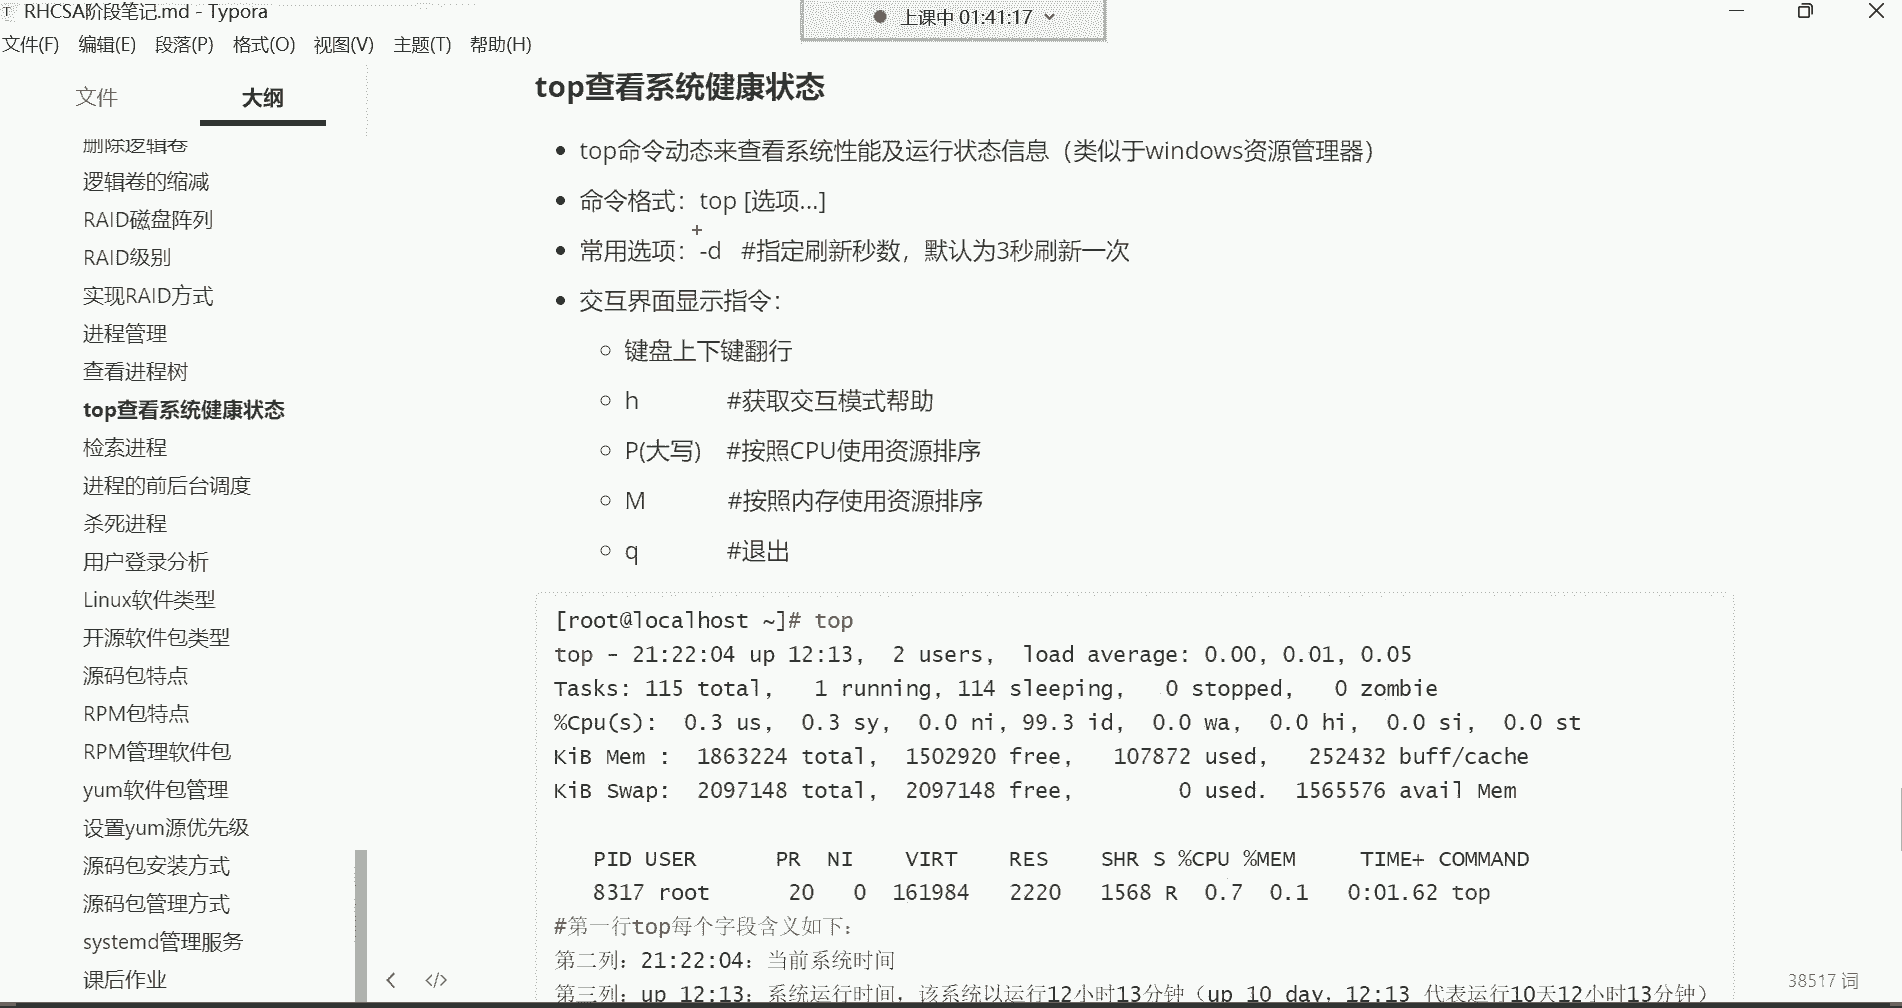 RHCSA阶段笔记.md - Typora
上课中 01:41:17
文件(F) 编辑(E) 段落(P) 格式(O) 视图(V) 主题(T) 帮助(H)
文件 大纲
删除逻辑卷
逻辑卷的缩减
RAID磁盘阵列
RAID级别
实现RAID方式
进程管理
查看进程树
top查看系统健康状态
检索进程
进程的前后台调度
杀死进程
用户登录分析
Linux软件类型
开源软件包类型
源码包特点
RPM包特点
RPM管理软件包
yum软件包管理
设置yum源优先级
源码包安装方式
源码包管理方式
systemd管理服务
课后作业
top查看系统健康状态
top命令动态来查看系统性能及运行状态信息（类似于windows资源管理器）
命令格式：top [选项...]
常用选项：-d #指定刷新秒数，默认为3秒刷新一次
交互界面显示指令：
键盘上下键翻行
h #获取交互模式帮助
P(大写) #按照CPU使用资源排序
M #按照内存使用资源排序
q #退出
[root@localhost ~]# top
top - 21:22:04 up 12:13, 2 users, load average: 0.00, 0.01, 0.05
Tasks: 115 total, 1 running, 114 sleeping, 0 stopped, 0 zombie
%Cpu(s): 0.3 us, 0.3 sy, 0.0 ni, 99.3 id, 0.0 wa, 0.0 hi, 0.0 si, 0.0 st
KiB Mem : 1863224 total, 1502920 free, 107872 used, 252432 buff/cache
KiB Swap: 2097148 total, 2097148 free, 0 used. 1565576 avail Mem
PID USER PR NI VIRT RES SHR S %CPU %MEM TIME+ COMMAND
8317 root 20 0 161984 2220 1568 R 0.7 0.1 0:01.62 top
#第一行top每个字段含义如下：
第二列：21:22:04：当前系统时间
第三列：up 12:13：系统运行时间，该系统以运行12小时13分钟（up 10 day, 12:13 代表运行10天12小时13分钟）
38517 词